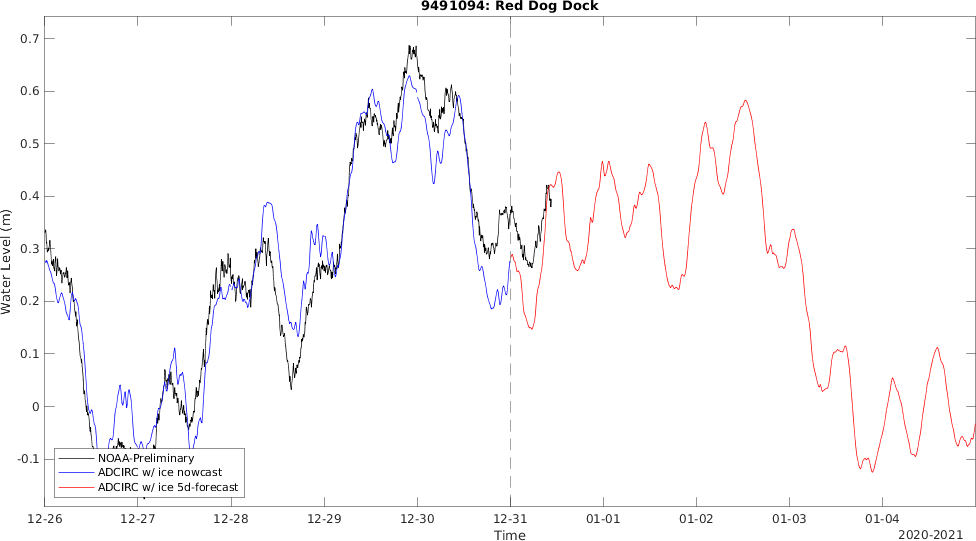 9491094: Red Dog Dock
Water Level (m)
0.7
0.6
0.5
0.4
0.3
0.2
0.1
0
-0.1
NOAA-Preliminary
ADCIRC w/ ice nowcast
ADCIRC w/ ice 5d-forecast
12-26 12-27 12-28 12-29 12-30 12-31 01-01 01-02 01-03 01-04
Time
2020-2021